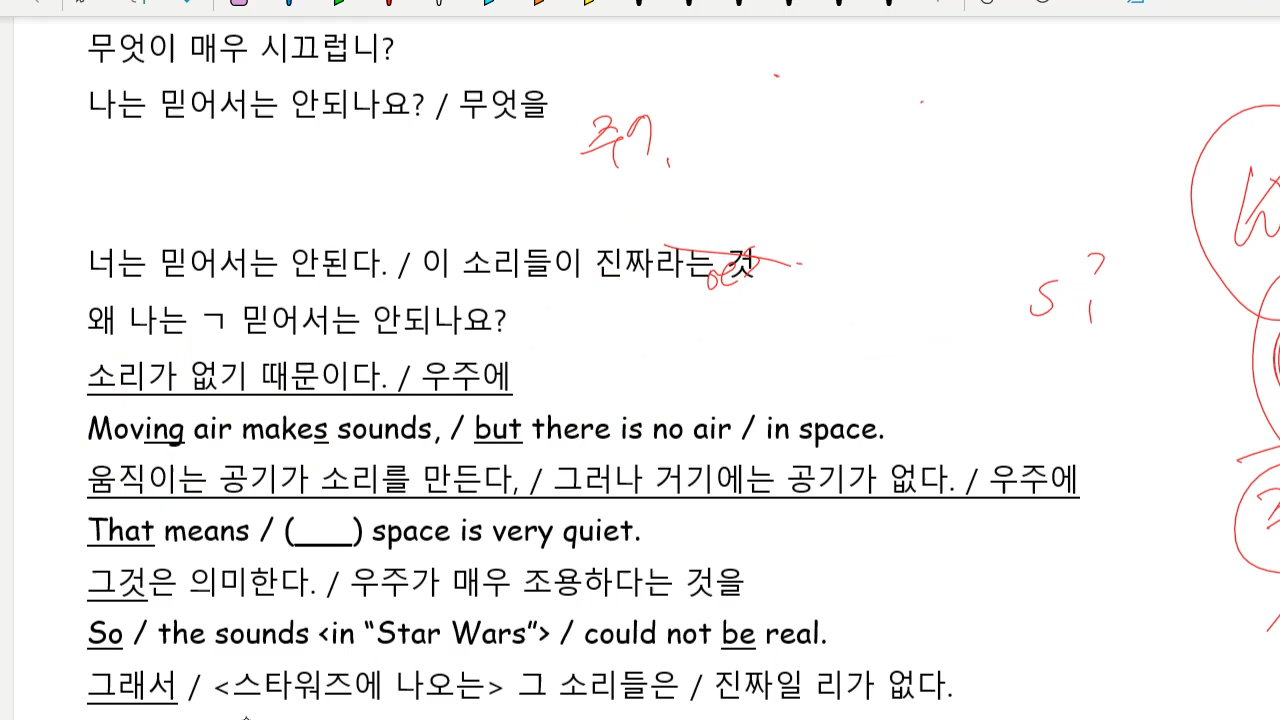 무엇이 매우 시끄럽니?
나는 믿어서는 안되나요? / 무엇을
너는 믿어서는 안된다. / 이 소리들이 진짜라는 것
S ?
왜 나는 ㄱ 믿어서는 안되나요?
소리가 없기 때문이다. / 우주에
Moving air makes sounds, / but there is no air / in space.
움직이는 공기가 소리를 만든다, / 그러나 거기에는 공기가 없다. / 우주에
That means / (___) space is very quiet.
그것은 의미한다. / 우주가 매우 조용하다는 것을
So / the sounds <in “Star Wars”> / could not be real.
그래서 / <스타워즈에 나오는> 그 소리들은 / 진짜일 리가 없다.